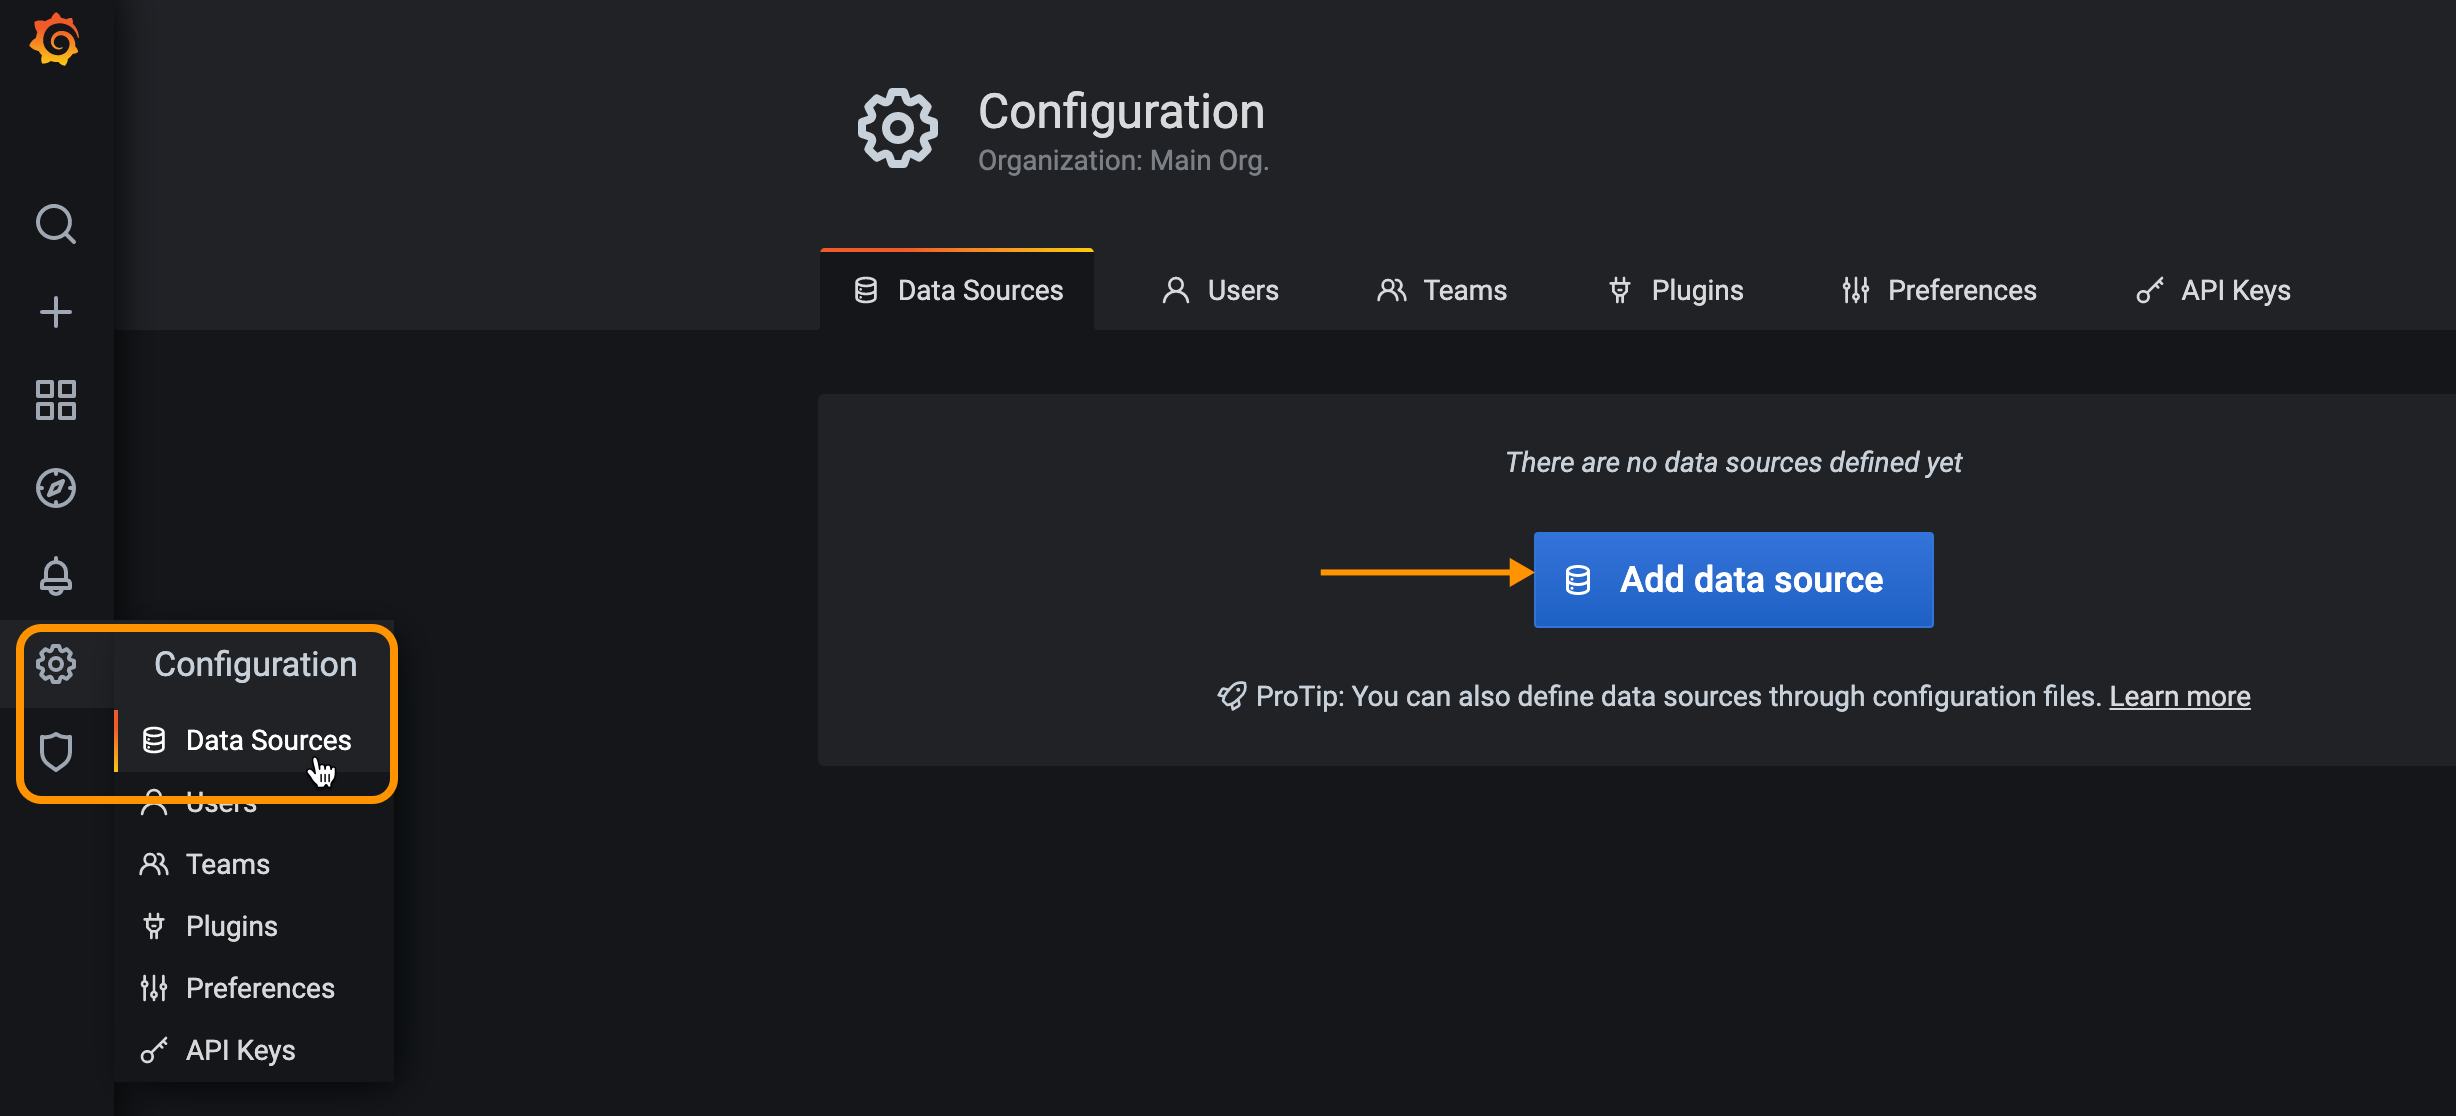 Configuration
Organization: Main Org.
Data Sources
Users
Teams
Plugins
Preferences
API Keys
There are no data sources defined yet
Add data source
ProTip: You can also define data sources through configuration files. Learn more
Configuration
Data Sources
Users
Teams
Plugins
Preferences
API Keys